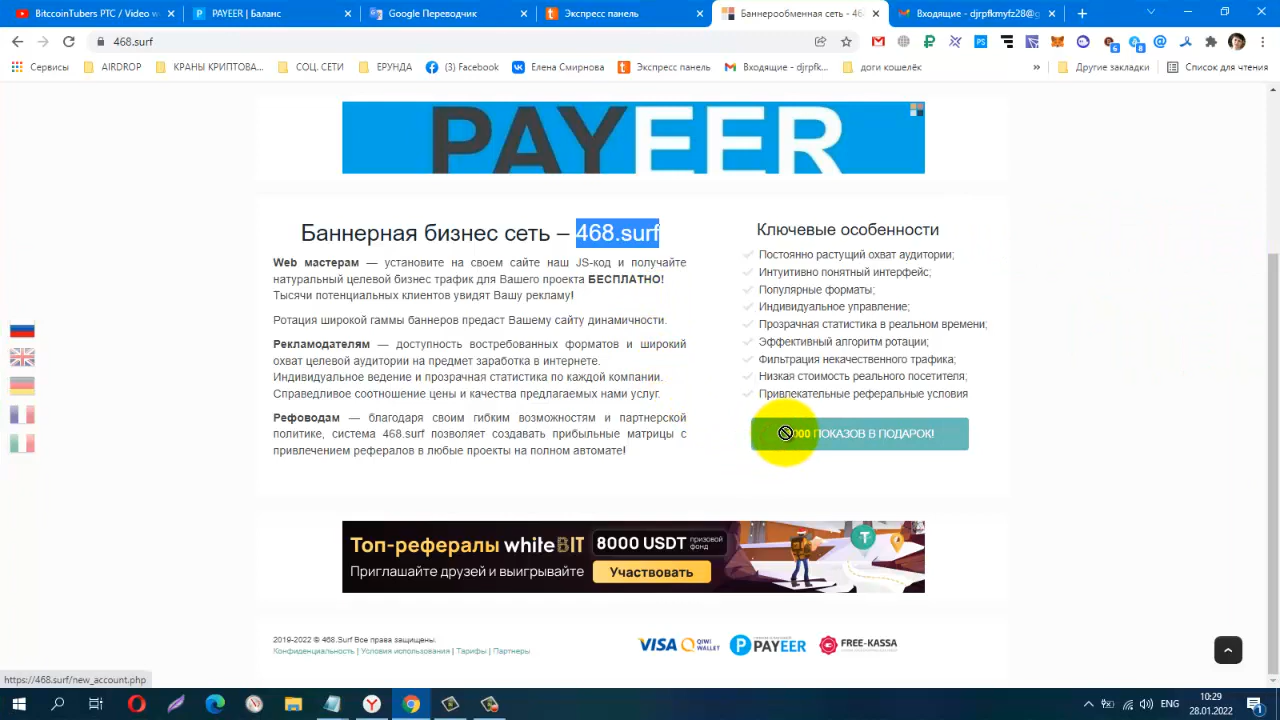 BitcoinTubers PTC / Video
PAYEER | Баланс
Google Переводчик
Экспресс панель
Баннерообменная сеть - 46
Входящие - djrpfkmyfz28@g
468.surf
Сервисы
AIRDROP
КРАНЫ КРИПТОВА...
СОЦ. СЕТИ
ЕРУНДА
(3) Facebook
Елена Смирнова
Экспресс панель
Входящие - djrpfk...
доги кошелёк
»
Другие закладки
Список для чтения
PAYEER
Баннерная бизнес сеть – 468.surf
Web мастерам — установите на своем сайте наш JS-код и получайте
натуральный целевой бизнес трафик для Вашего проекта БЕСПЛАТНО!
Тысячи потенциальных клиентов увидят Вашу рекламу!
Ротация широкой гаммы баннеров предаст Вашему сайту динамичности.
Рекламодателям — доступность востребованных форматов и широкий
охват целевой аудитории на предмет заработка в интернете.
Индивидуальное ведение и прозрачная статистика по каждой компании.
Справедливое соотношение цены и качества предлагаемых нами услуг.
Рефоводам — благодаря своим гибким возможностям и партнерской
политике, система 468.surf позволяет создавать прибыльные матрицы с
привлечением рефералов в любые проекты на полном автомате!
Ключевые особенности
Постоянно растущий охват аудитории;
Интуитивно понятный интерфейс;
Популярные форматы;
Индивидуальное управление;
Прозрачная статистика в реальном времени;
Эффективный алгоритм ротации;
Фильтрация некачественного трафика;
Низкая стоимость реального посетителя;
Привлекательные реферальные условия
ПОКАЗОВ В ПОДАРОК!
Топ-рефералы whiteBIT
8000 USDT призовой
фонд
Приглашайте друзей и выигрывайте
Участвовать
2019-2022 © 468.Surf Все права защищены.
Конфиденциальность | Условия использования | Тарифы | Партнеры
VISA
QIWI
WALLET
PAYEER
FREE-KASSA
https://468.surf/new_account.php
ENG
10:29
28.01.2022